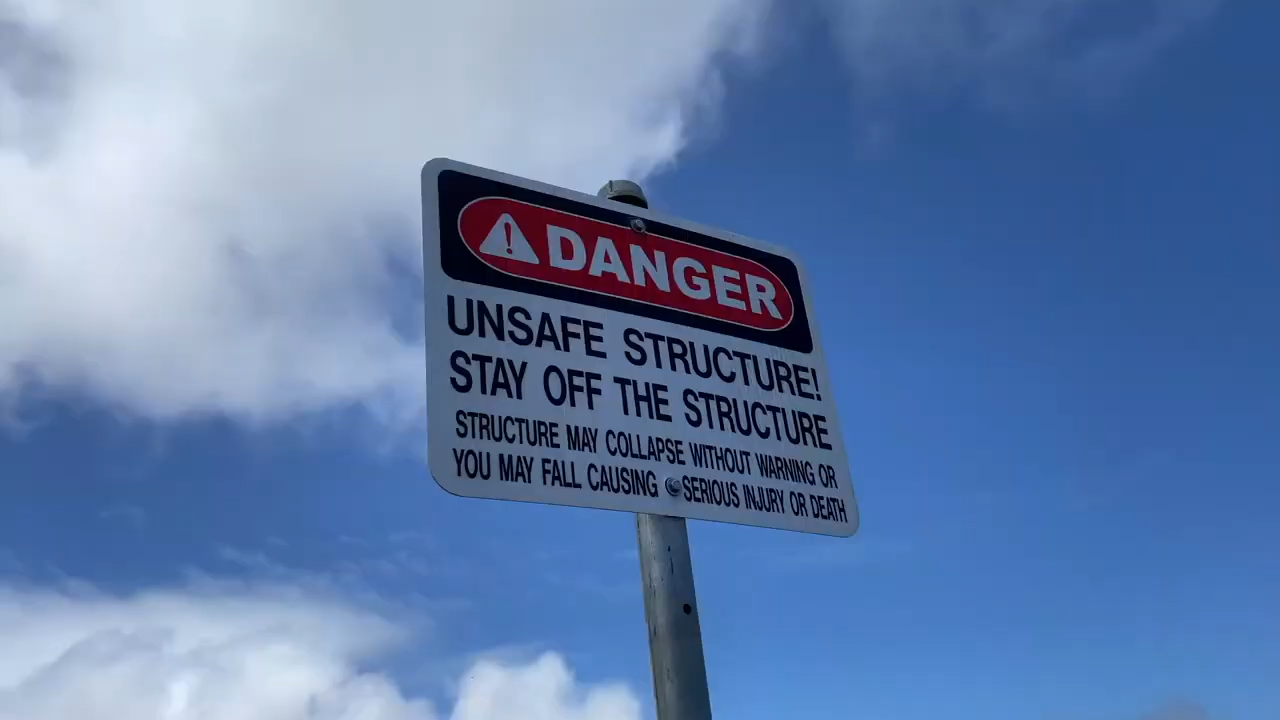 DANGER
UNSAFE STRUCTURE!
STAY OFF THE STRUCTURE
STRUCTURE MAY COLLAPSE WITHOUT WARNING OR
YOU MAY FALL CAUSING SERIOUS INJURY OR DEATH